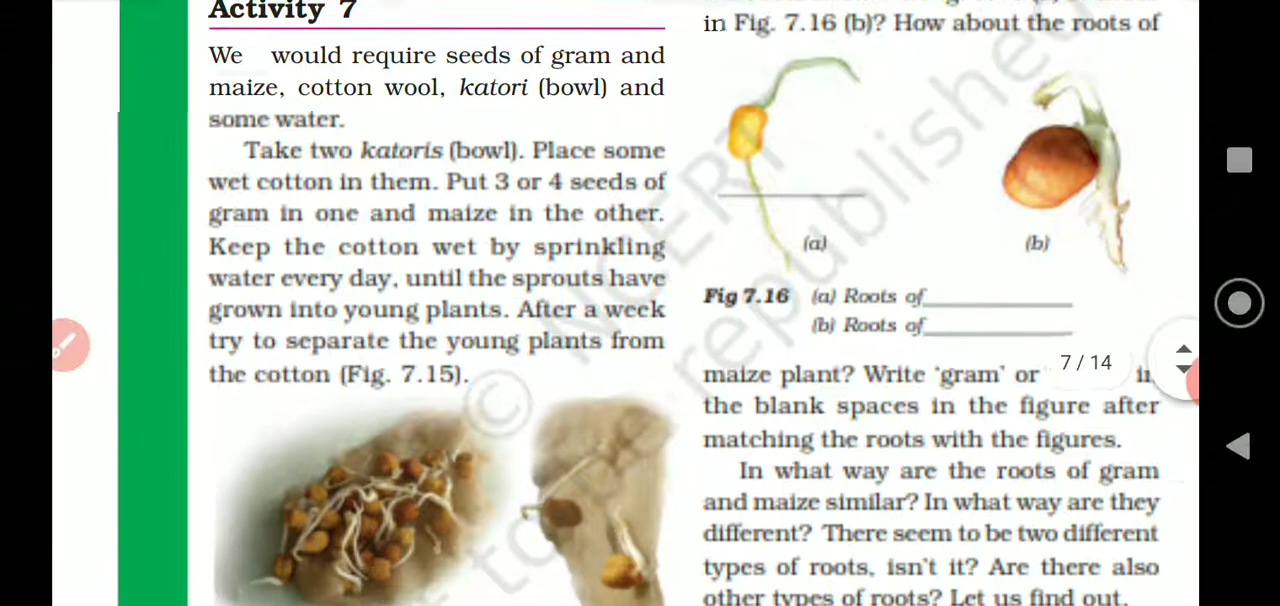 Activity 7
We would require seeds of gram and
maize, cotton wool, katori (bowl) and
some water.
Take two katoris (bowl). Place some
wet cotton in them. Put 3 or 4 seeds of
gram in one and maize in the other.
Keep the cotton wet by sprinkling
water every day, until the sprouts have
grown into young plants. After a week
try to separate the young plants from
the cotton (Fig. 7.15).
in Fig. 7.16 (b)? How about the roots of
(a)
(b)
Fig 7.16 (a) Roots of
(b) Roots of
maize plant? Write 'gram' or
7 / 14
the blank spaces in the figure after
matching the roots with the figures.
In what way are the roots of gram
and maize similar? In what way are they
different? There seem to be two different
types of roots, isn't it? Are there also
other types of roots? Let us find out.
© NCERT
republished